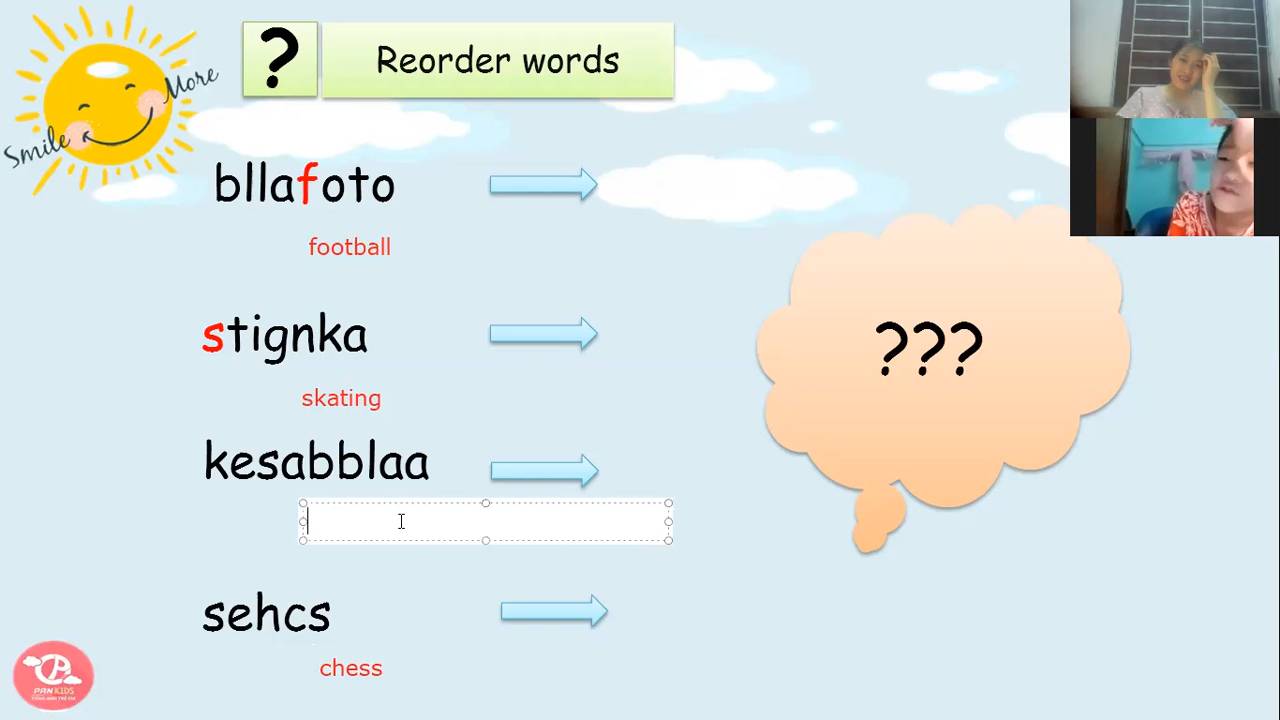 Smile More
?
Reorder words
bllafoto
football
stignka
skating
kesabblaa
sehcs
chess
???
PAN KIDS